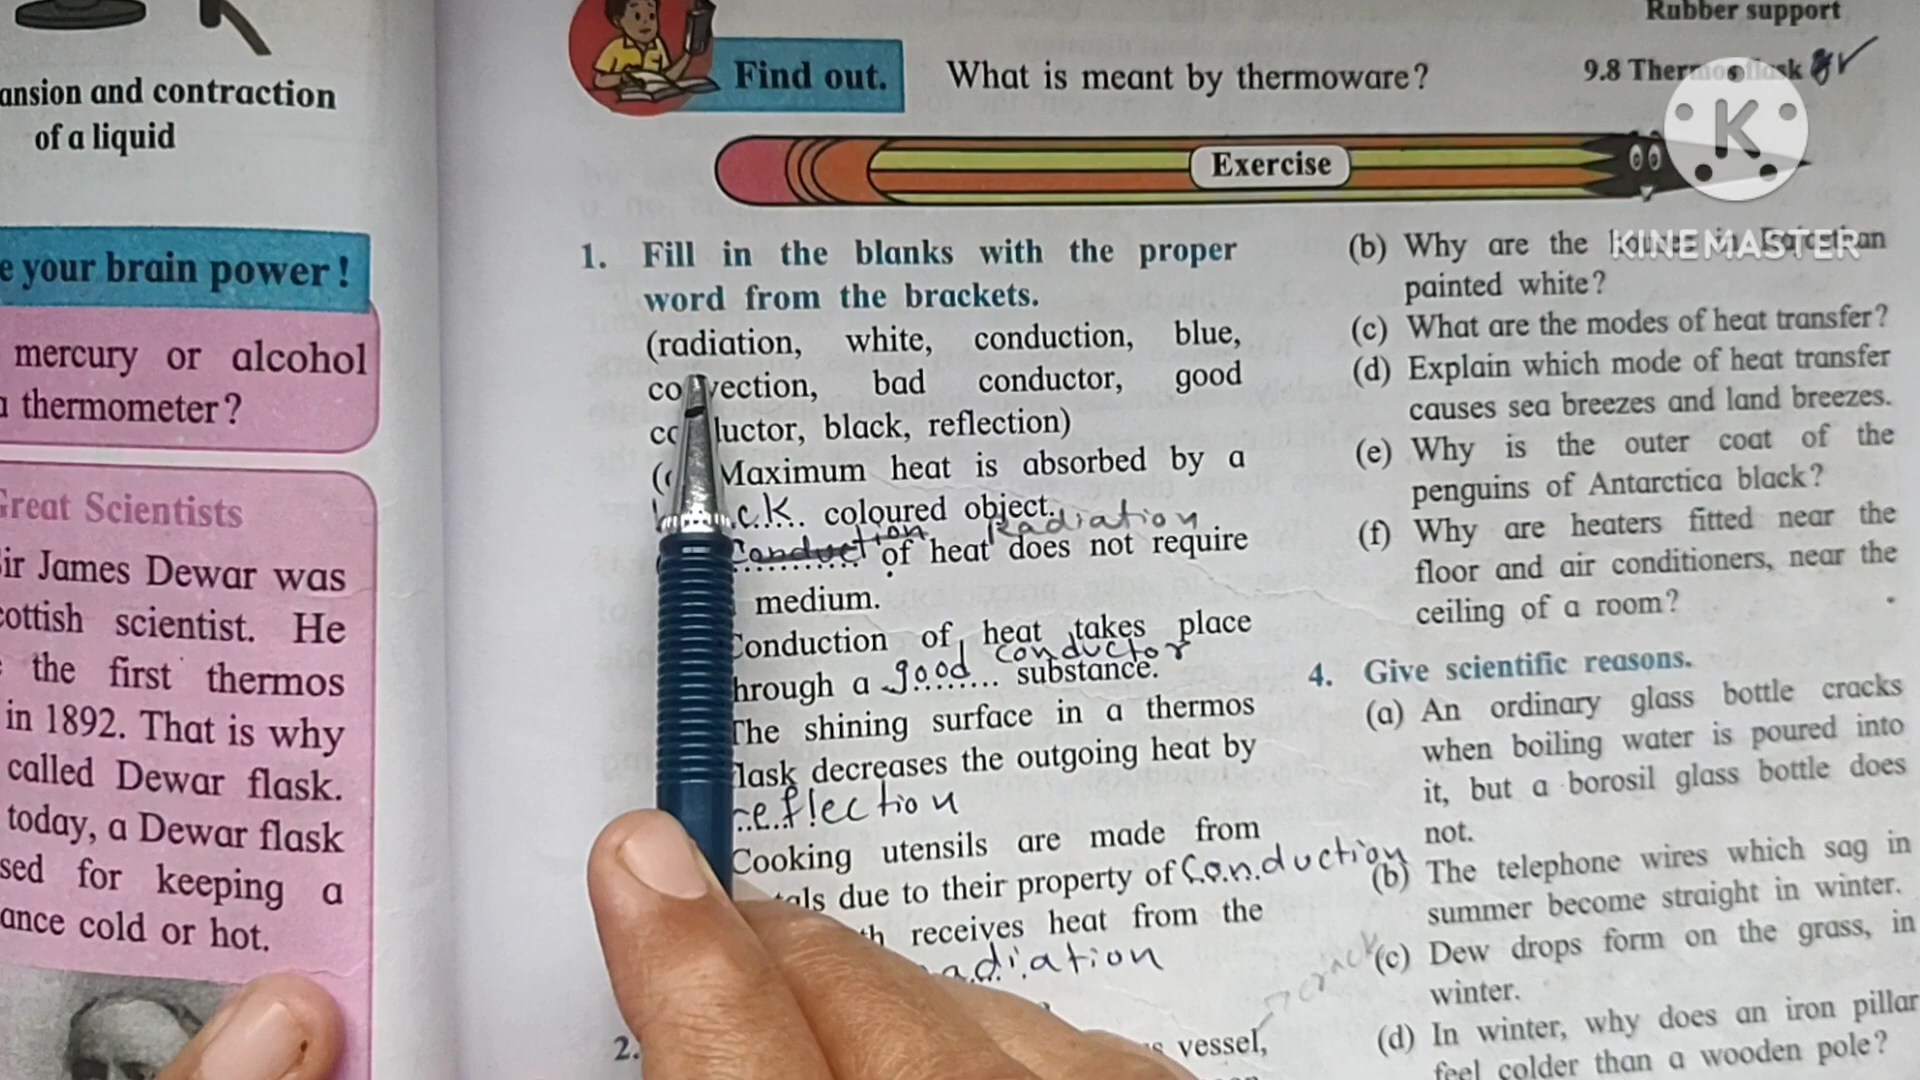 ansion and contraction
of a liquid
e your brain power!
mercury or alcohol
thermometer?
Great Scientists
Sir James Dewar was
cottish scientist. He
the first thermos
in 1892. That is why
called Dewar flask.
today, a Dewar flask
sed for keeping a
ance cold or hot.
Find out.
What is meant by thermoware?
Rubber support
9.8 Thermos flask
K
KINEMASTER
Exercise
1. Fill in the blanks with the proper
word from the brackets.
(radiation, white, conduction, blue,
convection, bad conductor, good
conductor, black, reflection)
Maximum heat is absorbed by a
ck coloured object.
Conduction Radiation
of heat does not require
medium.
Conduction of heat takes place
conductor
through a good substance.
The shining surface in a thermos
flask decreases the outgoing heat by
reflection
Cooking utensils are made from
als due to their property of Conduction
th receives heat from the
adiation
2.
vessel,
(b) Why are the houses in
painted white?
(c) What are the modes of heat transfer?
(d) Explain which mode of heat transfer
causes sea breezes and land breezes.
(e) Why is the outer coat of the
penguins of Antarctica black?
(f) Why are heaters fitted near the
floor and air conditioners, near the
ceiling of a room?
4. Give scientific reasons.
(a) An ordinary glass bottle cracks
when boiling water is poured into
it, but a borosil glass bottle does
not.
(b) The telephone wires which sag in
summer become straight in winter.
(c) Dew drops form on the grass, in
winter.
crack
(d) In winter, why does an iron pillar
feel colder than a wooden pole?